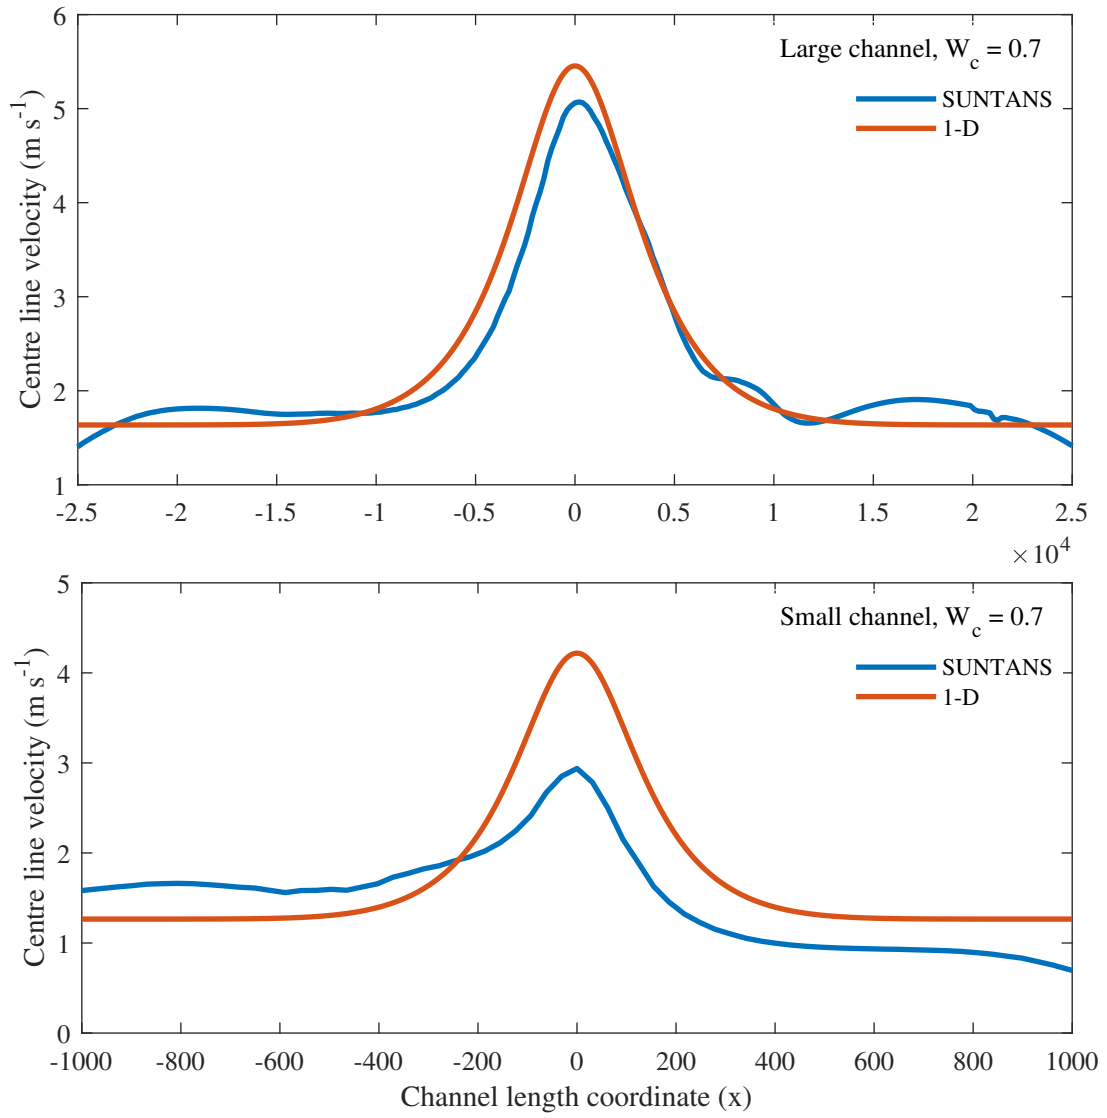 6
5
4
3
2
1
Centre line velocity (m s-1)
Large channel, Wc = 0.7
SUNTANS
1-D
-2.5 -2 -1.5 -1 -0.5 0 0.5 1 1.5 2 2.5
×10^4
5
4
3
2
1
0
Centre line velocity (m s-1)
Small channel, Wc = 0.7
SUNTANS
1-D
-1000 -800 -600 -400 -200 0 200 400 600 800 1000
Channel length coordinate (x)